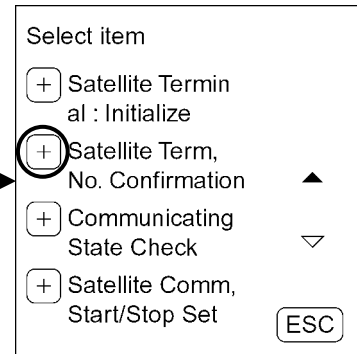 Select item
+ Satellite Termin
al : Initialize
+ Satellite Term,
No. Confirmation
+ Communicating
State Check
+ Satellite Comm,
Start/Stop Set
ESC